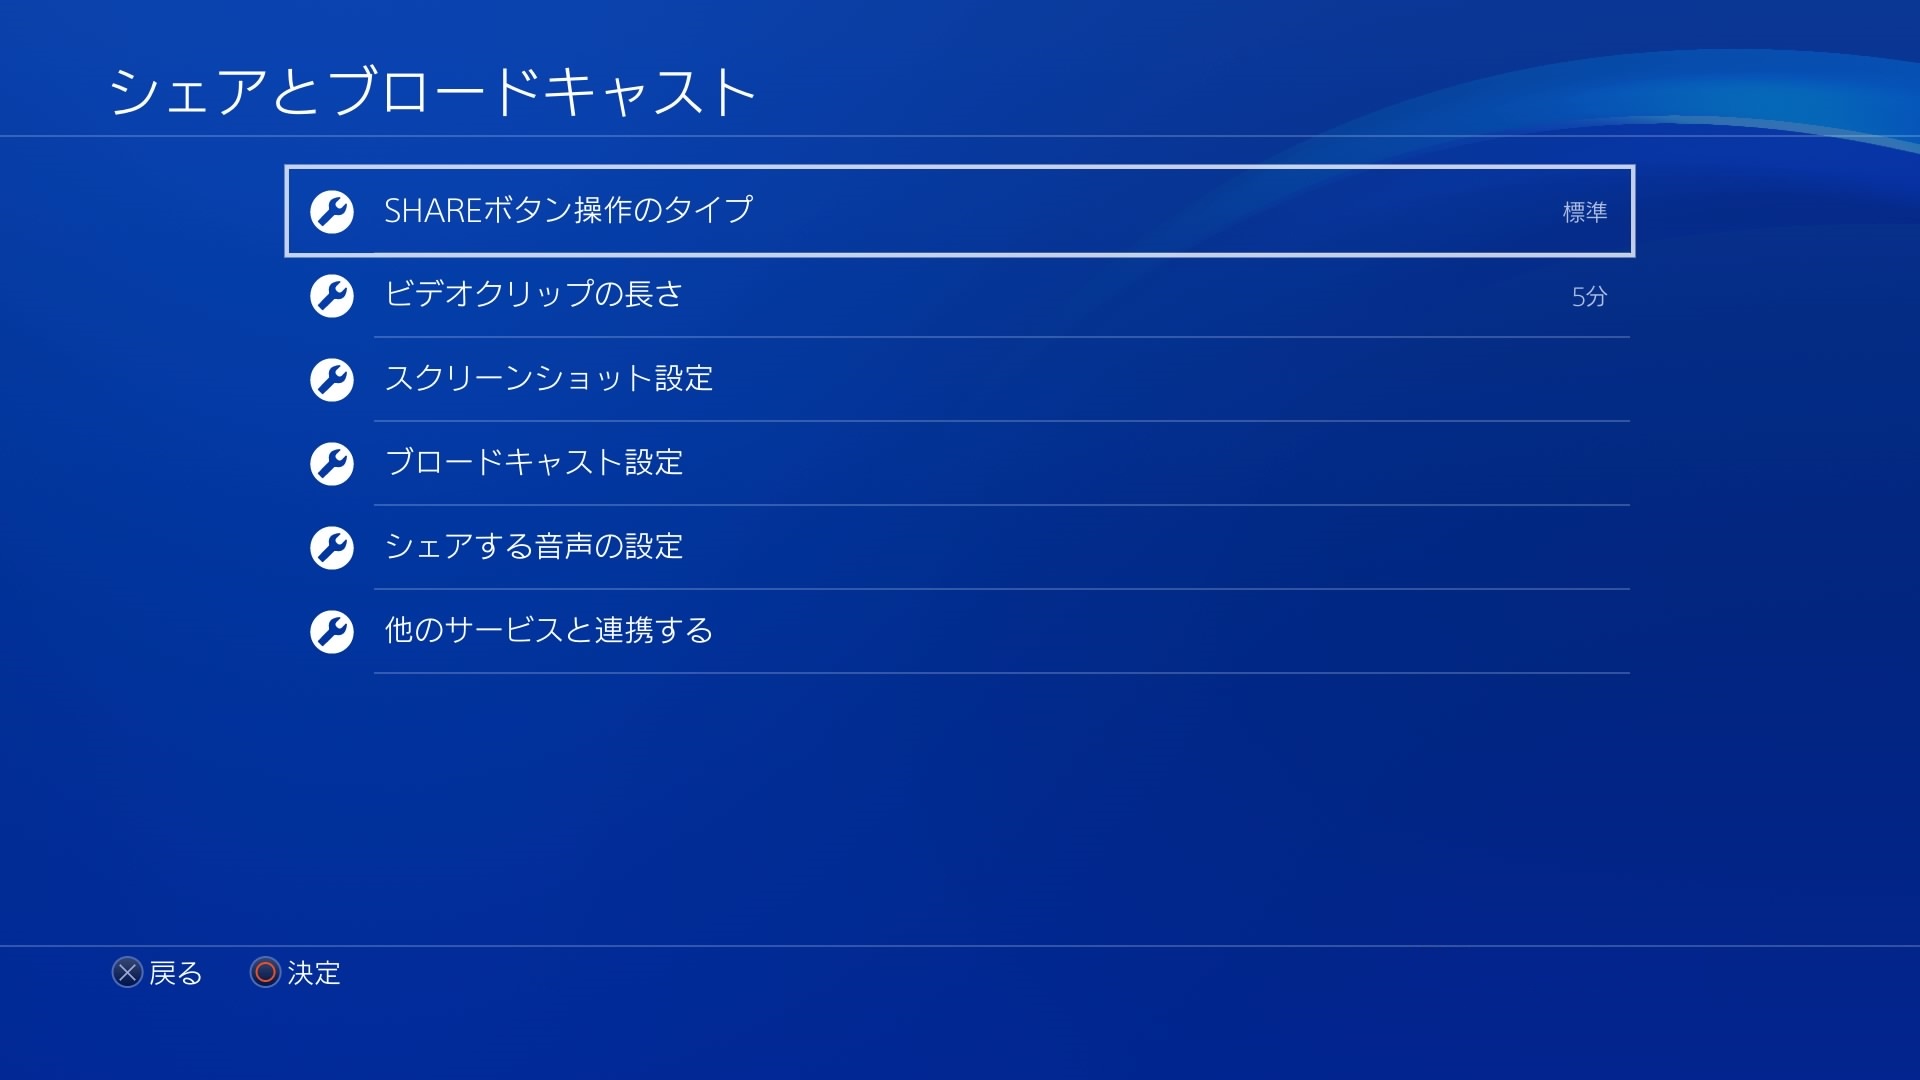 シェアとブロードキャスト
SHAREボタン操作のタイプ 標準
ビデオクリップの長さ 5分
スクリーンショット設定
ブロードキャスト設定
シェアする音声の設定
他のサービスと連携する
戻る 決定